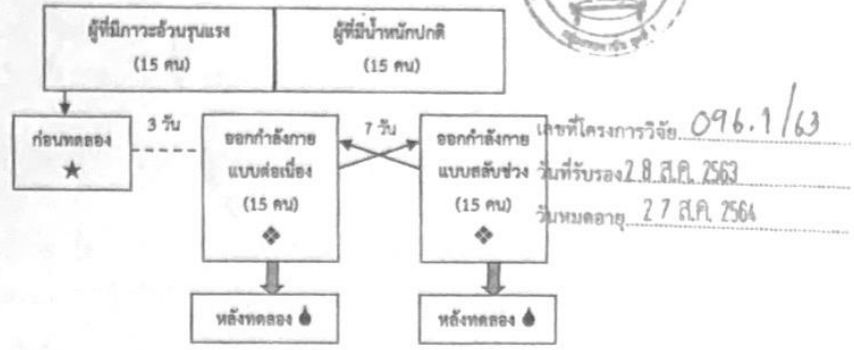 ผู้ที่มีภาวะอ้วนรุนแรง
(15 คน)
ผู้ที่มีน้ำหนักปกติ
(15 คน)
ก่อนทดลอง
★
3 วัน
ออกกำลังกาย
แบบต่อเนื่อง
(15 คน)
❖
7 วัน
ออกกำลังกาย
แบบสลับช่วง
(15 คน)
❖
เลขที่โครงการวิจัย 096.1/63
วันที่รับรอง 28 ส.ค. 2563
วันหมดอายุ 27 ส.ค. 2564
หลังทดลอง
หลังทดลอง